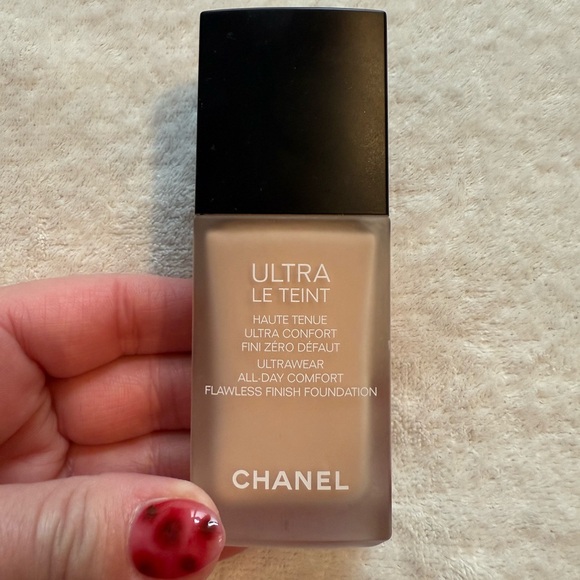 ULTRA
LE TEINT
HAUTE TENUE
ULTRA CONFORT
FINI ZÉRO DÉFAUT
ULTRAWEAR
ALL-DAY COMFORT
FLAWLESS FINISH FOUNDATION
CHANEL